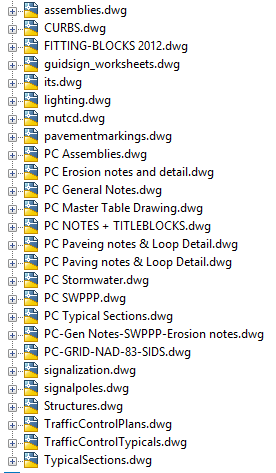 assemblies.dwg
CURBS.dwg
FITTING-BLOCKS 2012.dwg
guidsign_worksheets.dwg
its.dwg
lighting.dwg
mutcd.dwg
pavementmarkings.dwg
PC Assemblies.dwg
PC Erosion notes and detail.dwg
PC General Notes.dwg
PC Master Table Drawing.dwg
PC NOTES + TITLEBLOCKS.dwg
PC Paveing notes & Loop Detail.dwg
PC Paving notes & Loop Detail.dwg
PC Stormwater.dwg
PC SWPPP.dwg
PC Typical Sections.dwg
PC-Gen Notes-SWPPP-Erosion notes.dwg
PC-GRID-NAD-83-SIDS.dwg
signalization.dwg
signalpoles.dwg
Structures.dwg
TrafficControlPlans.dwg
TrafficControlTypicals.dwg
TypicalSections.dwg